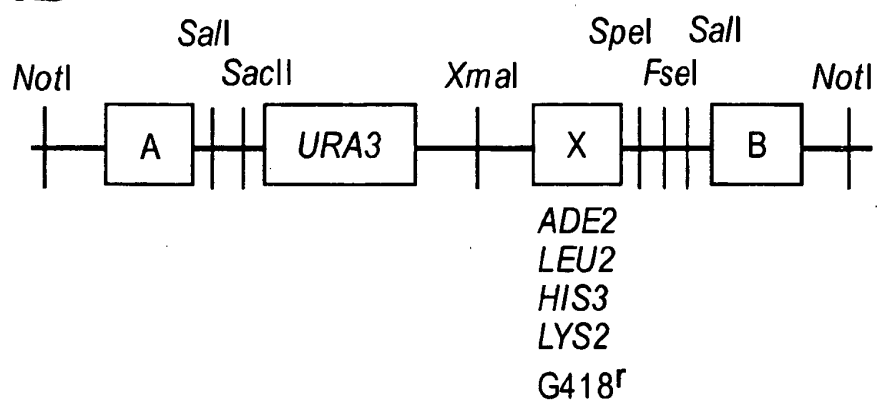 SpeI SalI
SalI
NotI SacII XmaI FseI NotI
A URA3 X B
ADE2
LEU2
HIS3
LYS2
G418r